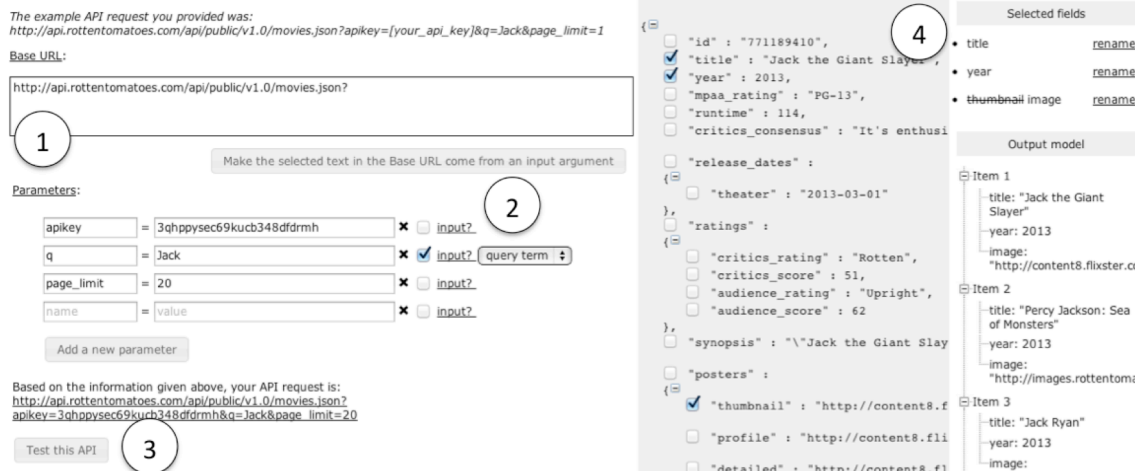 The example API request you provided was:
http://api.rottentomatoes.com/api/public/v1.0/movies.json?apikey=[your_api_key]&q=Jack&page_limit=1
Base URL:
http://api.rottentomatoes.com/api/public/v1.0/movies.json?
1
Make the selected text in the Base URL come from an input argument
Parameters:
2
apikey = 3qhppysec69kucb348dfdrmh ✖ input?
q = Jack ✖ input? query term
page_limit = 20 ✖ input?
name = value ✖ input?
Add a new parameter
Based on the information given above, your API request is:
http://api.rottentomatoes.com/api/public/v1.0/movies.json?
apikey=3qhppysec69kucb348dfdrmh&q=Jack&page_limit=20
Test this API
3
{
"id" : "771189410",
"title" : "Jack the Giant Slayer",
"year" : 2013,
"mpaa_rating" : "PG-13",
"runtime" : 114,
"critics_consensus" : "It's enthusi
"release_dates" :
{
"theater" : "2013-03-01"
},
"ratings" :
{
"critics_rating" : "Rotten",
"critics_score" : 51,
"audience_rating" : "Upright",
"audience_score" : 62
},
"synopsis" : "\"Jack the Giant Slay
"posters" :
{
"thumbnail" : "http://content8.f
"profile" : "http://content8.fli
"detailed" : "http://content8.fl
4
Selected fields
title rename
year rename
thumbnail image rename
Output model
Item 1
title: "Jack the Giant
Slayer"
year: 2013
image:
"http://content8.flixster.co
Item 2
title: "Percy Jackson: Sea
of Monsters"
year: 2013
image:
"http://images.rottentoma
Item 3
title: "Jack Ryan"
year: 2013
image: